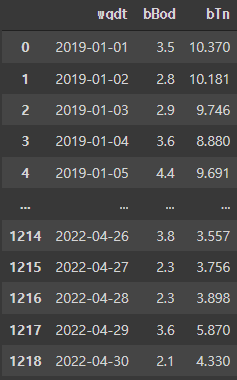 wqdt bBod bTn
0 2019-01-01 3.5 10.370
1 2019-01-02 2.8 10.181
2 2019-01-03 2.9 9.746
3 2019-01-04 3.6 8.880
4 2019-01-05 4.4 9.691
... ... ... ...
1214 2022-04-26 3.8 3.557
1215 2022-04-27 2.3 3.756
1216 2022-04-28 2.3 3.898
1217 2022-04-29 3.6 5.870
1218 2022-04-30 2.1 4.330